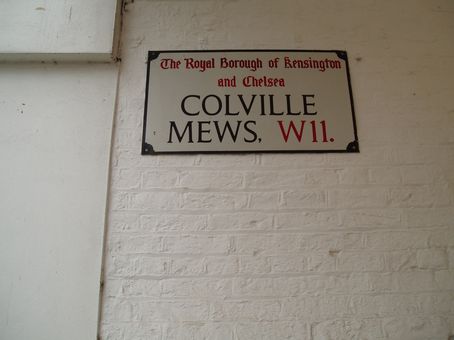 The Royal Borough of Kensington
and Chelsea
COLVILLE
MEWS, W11.